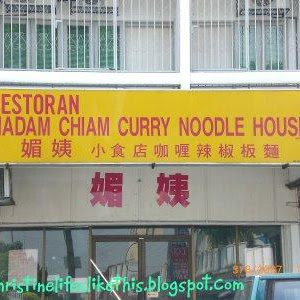 ESTORAN
MADAM CHIAM CURRY NOODLE HOUS
媚姨 小食店咖喱辣椒板麵
媚姨
christinelifeslikethis.blogspot.com